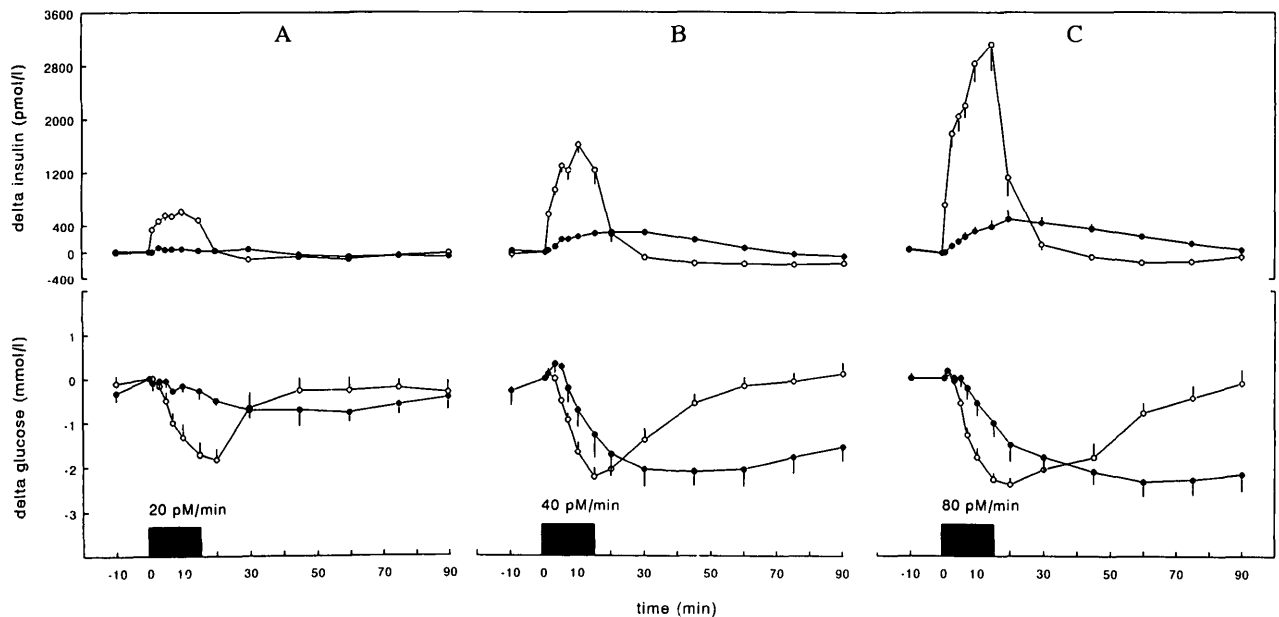 A
B
C
delta insulin (pmol/l)
3600
2800
2000
1200
400
0
-400
delta glucose (mmol/l)
1
0
-1
-2
-3
20 pM/min
40 pM/min
80 pM/min
-10 0 10 30 50 70 90
-10 0 10 30 50 70 90
-10 0 10 30 50 70 90
time (min)